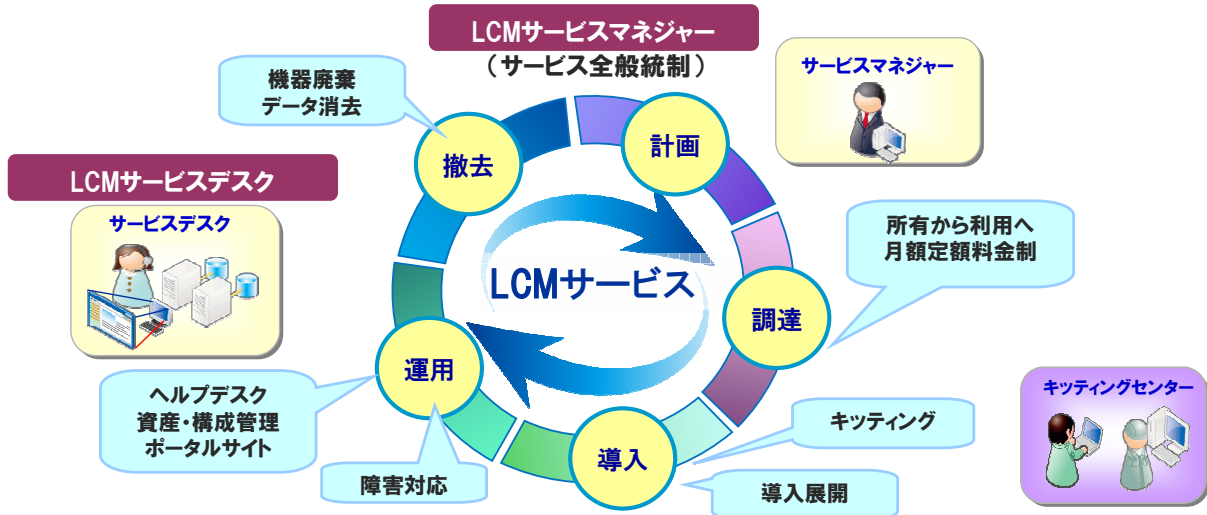 LCMサービスマネジャー
（サービス全般統制）
サービスマネジャー
機器廃棄
データ消去
計画
撤去
LCMサービスデスク
サービスデスク
所有から利用へ
月額定額料金制
LCMサービス
調達
運用
ヘルプデスク
資産・構成管理
ポータルサイト
キッティングセンター
キッティング
導入
障害対応
導入展開